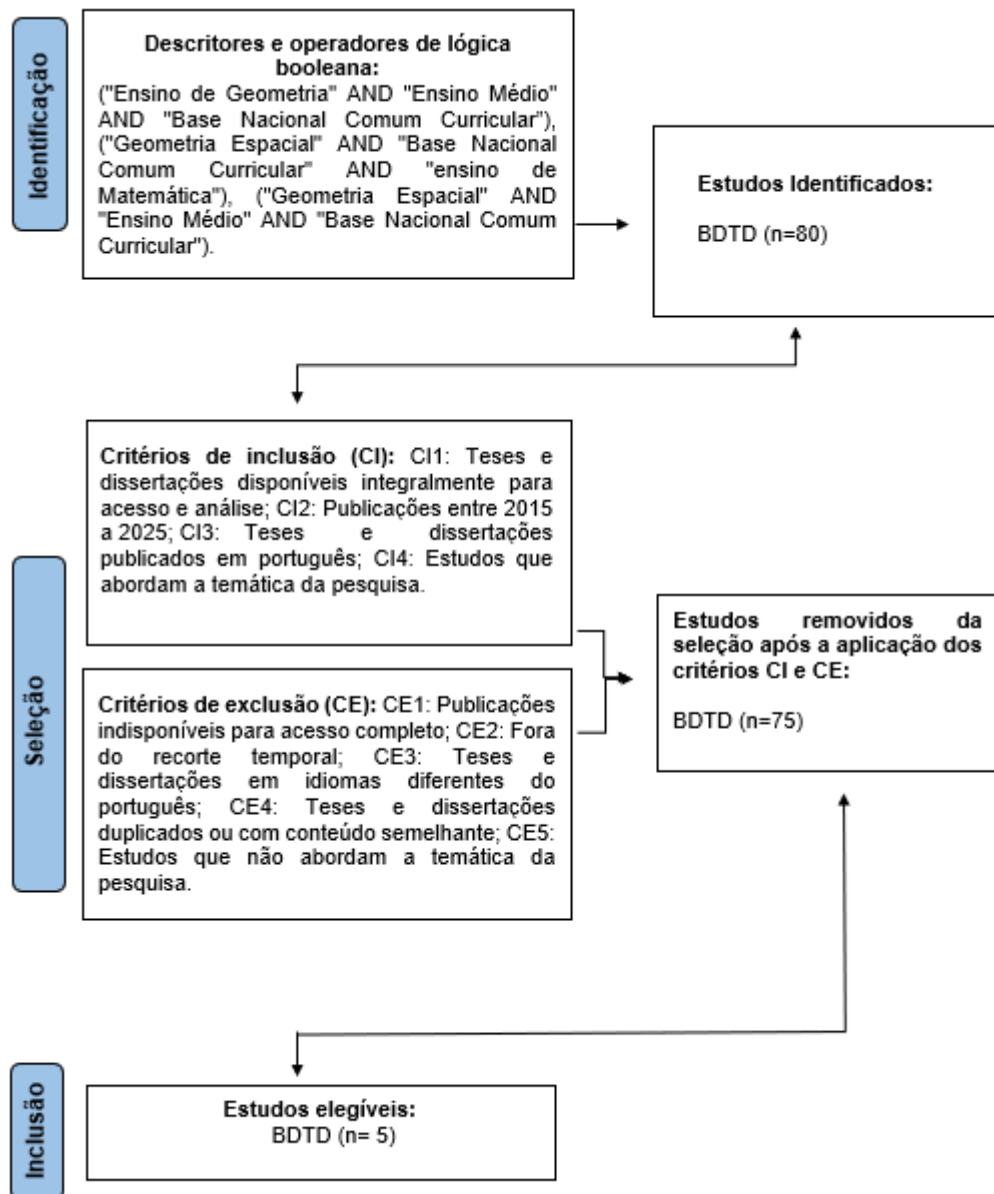 Identificação
Descritores e operadores de lógica
booleana:
("Ensino de Geometria" AND "Ensino Médio"
AND "Base Nacional Comum Curricular"),
("Geometria Espacial" AND "Base Nacional
Comum Curricular" AND "ensino de
Matemática"), ("Geometria Espacial" AND
"Ensino Médio" AND "Base Nacional Comum
Curricular").
Estudos Identificados:
BDTD (n=80)
Seleção
Critérios de inclusão (CI): CI1: Teses e
dissertações disponíveis integralmente para
acesso e análise; CI2: Publicações entre 2015
a 2025; CI3: Teses e dissertações
publicados em português; CI4: Estudos que
abordam a temática da pesquisa.
Critérios de exclusão (CE): CE1: Publicações
indisponíveis para acesso completo; CE2: Fora
do recorte temporal; CE3: Teses e
dissertações em idiomas diferentes do
português; CE4: Teses e dissertações
duplicados ou com conteúdo semelhante; CE5:
Estudos que não abordam a temática da
pesquisa.
Estudos removidos da
seleção após a aplicação dos
critérios CI e CE:
BDTD (n=75)
Inclusão
Estudos elegíveis:
BDTD (n= 5)